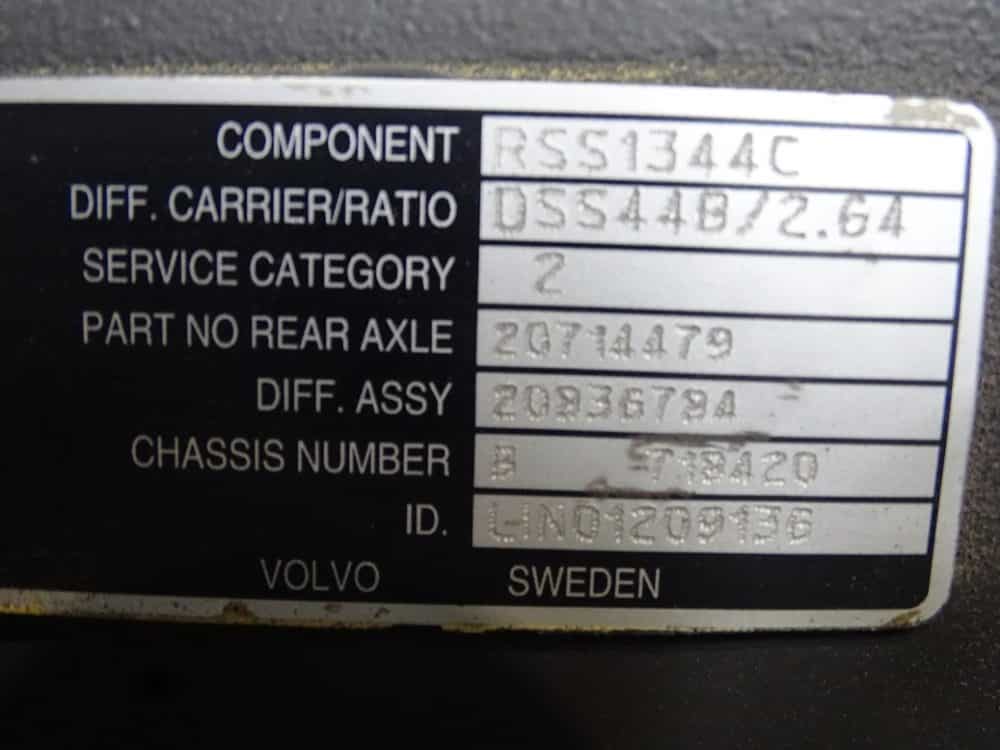 COMPONENT RSS1344C
DIFF. CARRIER/RATIO DSS44B/2.64
SERVICE CATEGORY 2
PART NO REAR AXLE 20714479
DIFF. ASSY 20836794
CHASSIS NUMBER B 718420
ID. LIN01209136
VOLVO SWEDEN